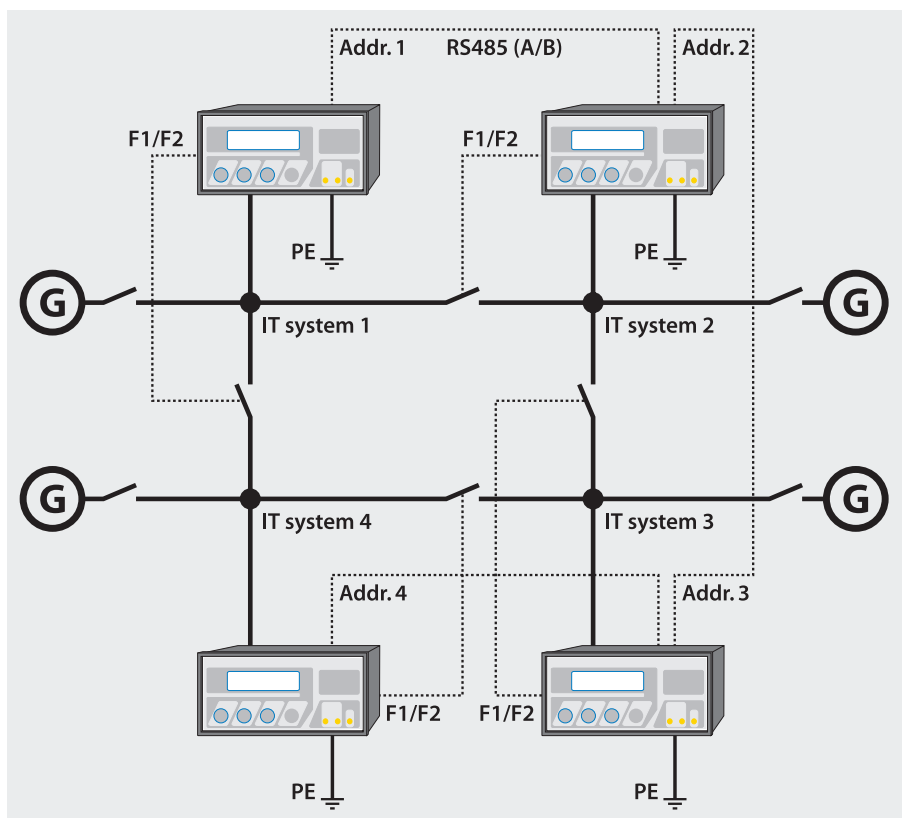 Addr. 1 RS485 (A/B) Addr. 2
F1/F2 F1/F2
PE PE
G G
IT system 1 IT system 2
G G
IT system 4 IT system 3
Addr. 4 Addr. 3
F1/F2 F1/F2
PE PE